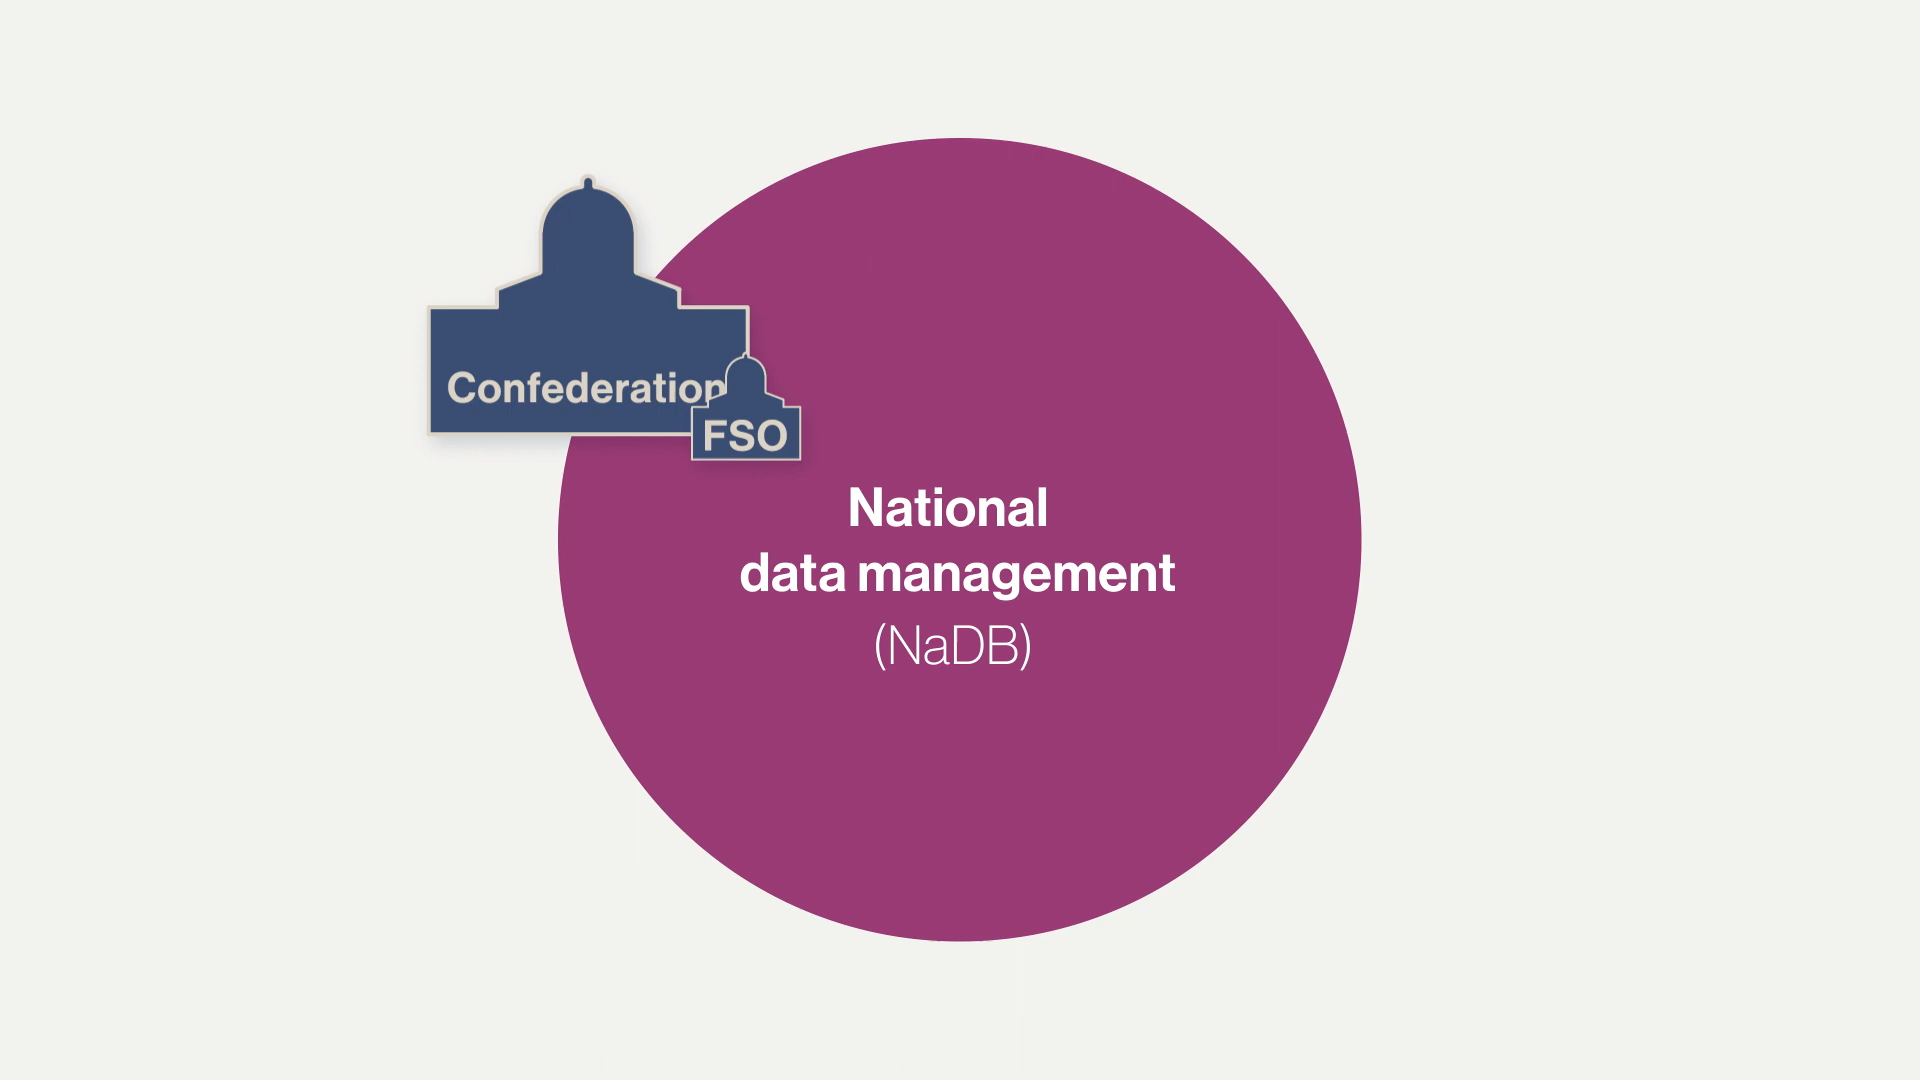 Confederation
FSO
National
data management
(NaDB)